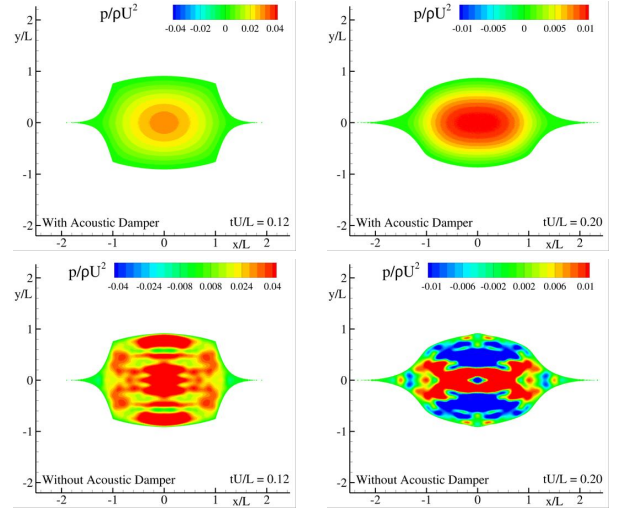 p/ρU²
-0.04 -0.02 0 0.02 0.04
y/L
2
1
0
-1
-2
With Acoustic Damper tU/L = 0.12
-2 -1 0 1 2
x/L
p/ρU²
-0.01 -0.005 0 0.005 0.01
y/L
2
1
0
-1
-2
With Acoustic Damper tU/L = 0.20
-2 -1 0 1 2
x/L
p/ρU²
-0.04 -0.024 -0.008 0.008 0.024 0.04
y/L
2
1
0
-1
-2
Without Acoustic Damper tU/L = 0.12
-2 -1 0 1 2
x/L
p/ρU²
-0.01 -0.006 -0.002 0.002 0.006 0.01
y/L
2
1
0
-1
-2
Without Acoustic Damper tU/L = 0.20
-2 -1 0 1 2
x/L